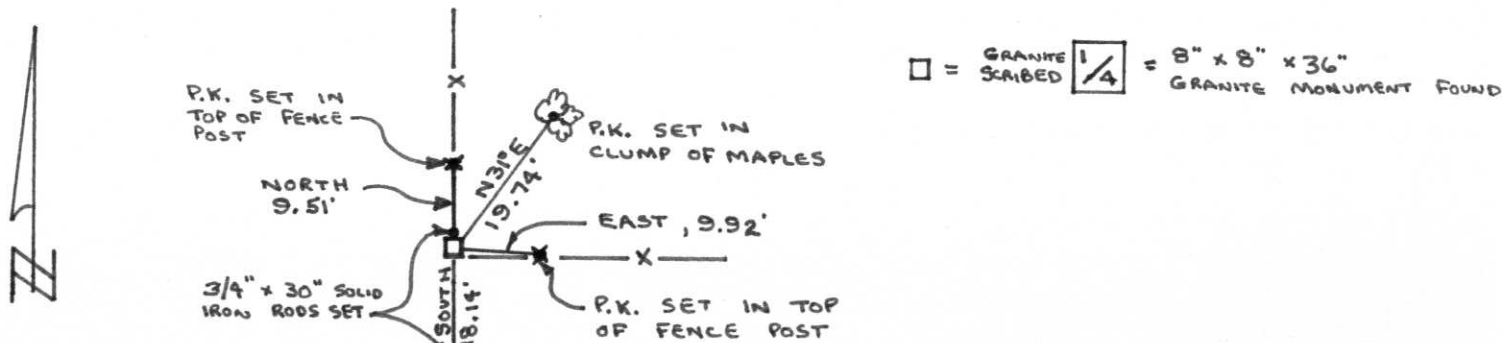 N
P.K. SET IN
TOP OF FENCE
POST
NORTH
9.51'
3/4" x 30" SOLID
IRON RODS SET
X
N31°E
19.74'
P.K. SET IN
CLUMP OF MAPLES
EAST, 9.92'
X
P.K. SET IN TOP
OF FENCE POST
SOUTH
18.14'
□ = GRANITE SCRIBED 1/4 = 8" x 8" x 36"
GRANITE MONUMENT FOUND